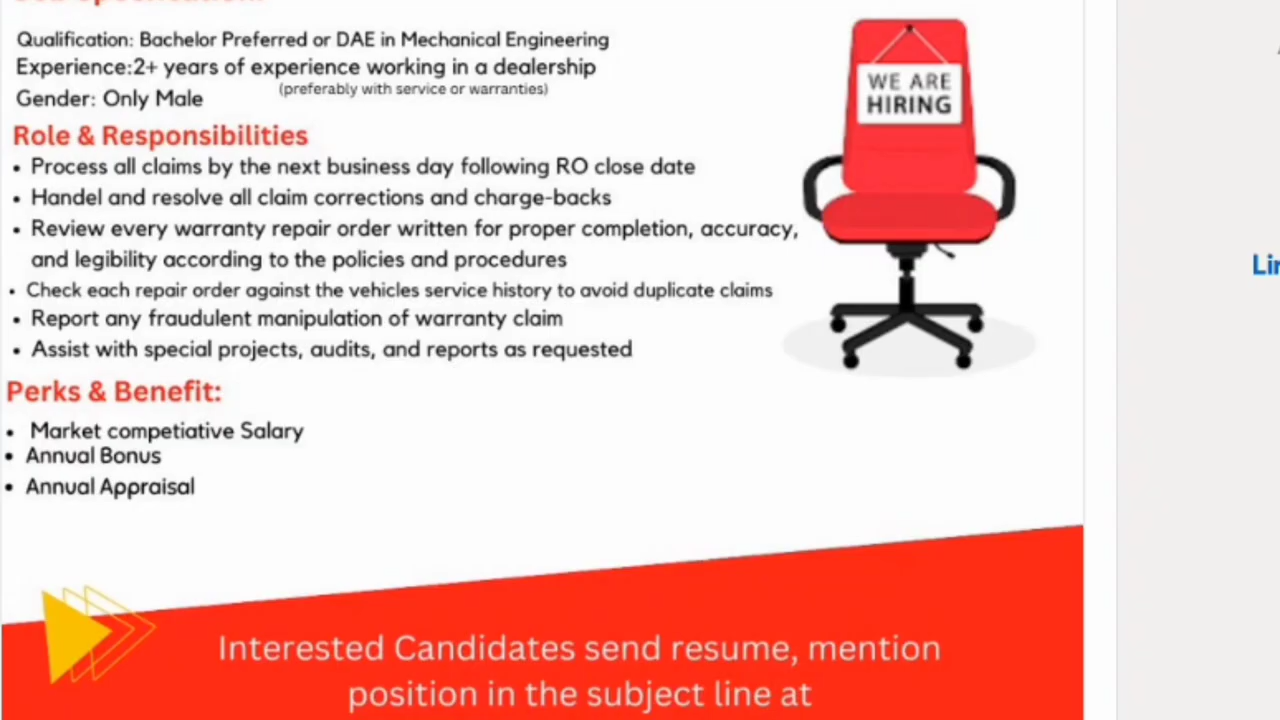 Qualification: Bachelor Preferred or DAE in Mechanical Engineering
Experience:2+ years of experience working in a dealership
(preferably with service or warranties)
Gender: Only Male
WE ARE
HIRING
Role & Responsibilities
• Process all claims by the next business day following RO close date
• Handel and resolve all claim corrections and charge-backs
• Review every warranty repair order written for proper completion, accuracy,
and legibility according to the policies and procedures
• Check each repair order against the vehicles service history to avoid duplicate claims
• Report any fraudulent manipulation of warranty claim
• Assist with special projects, audits, and reports as requested
Perks & Benefit:
• Market competiative Salary
• Annual Bonus
• Annual Appraisal
Interested Candidates send resume, mention
position in the subject line at